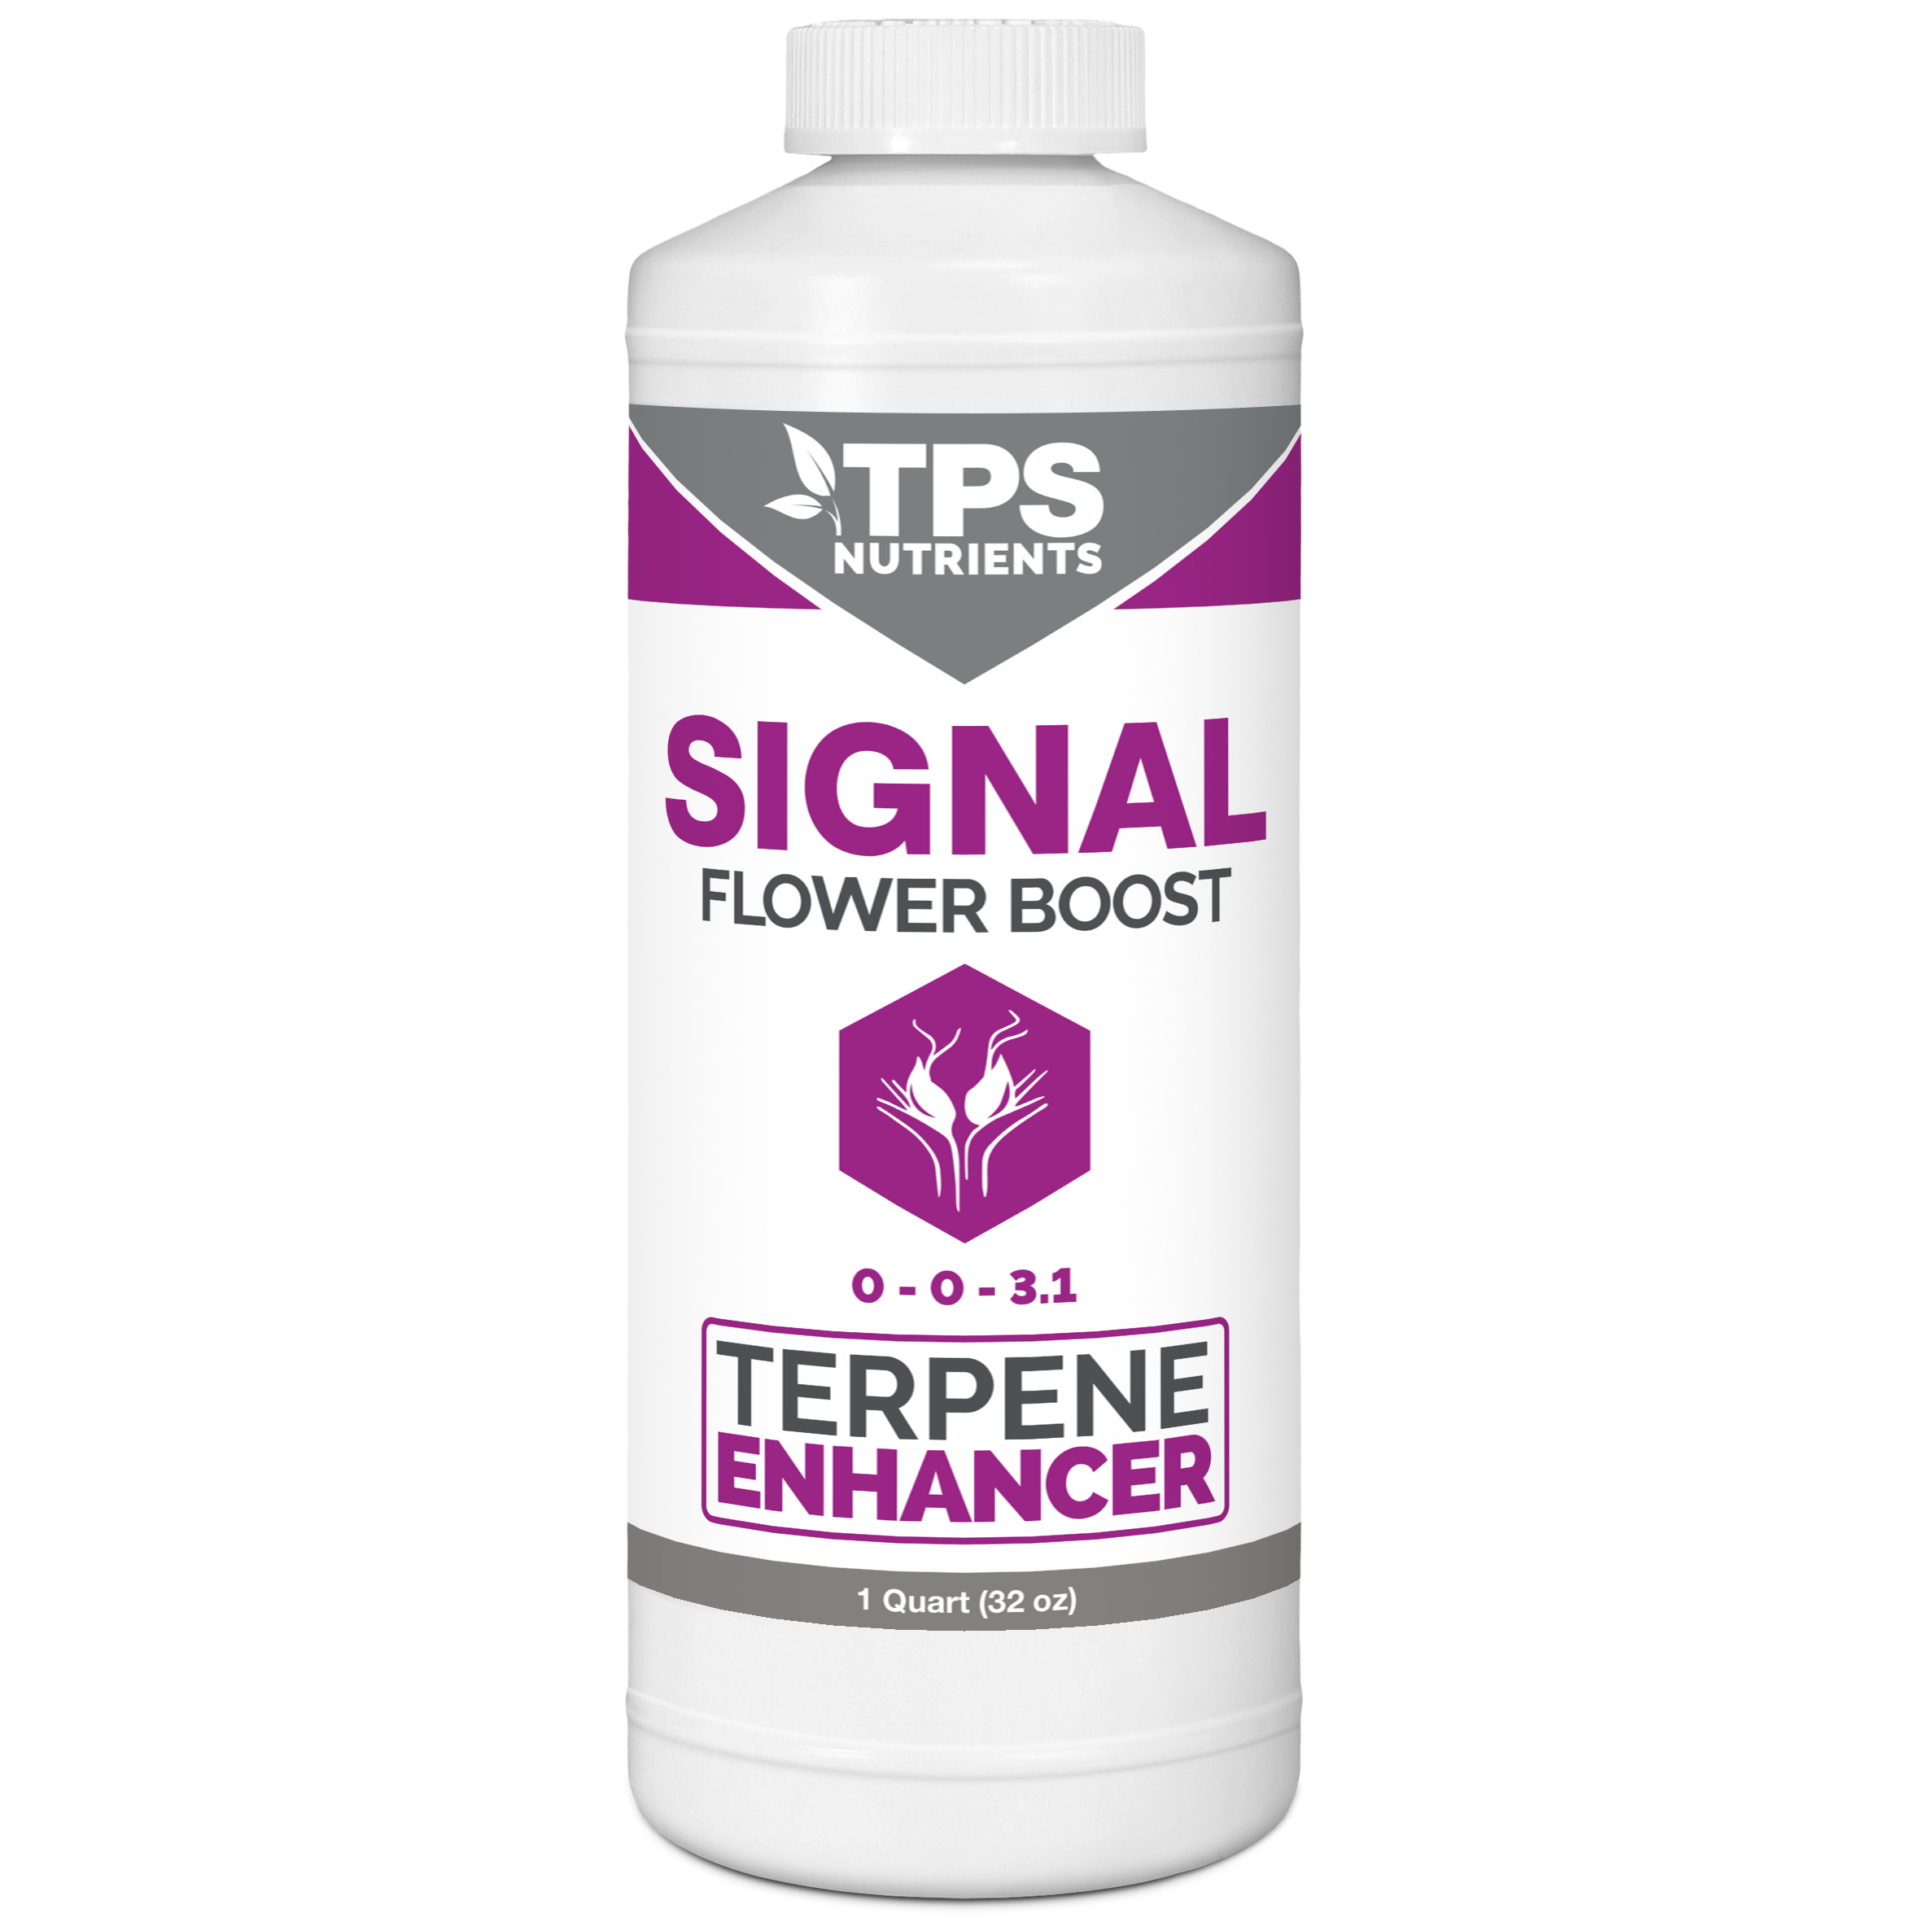 TPS
NUTRIENTS
SIGNAL
FLOWER BOOST
0 - 0 - 3.1
TERPENE
ENHANCER
1 Quart (32 oz)